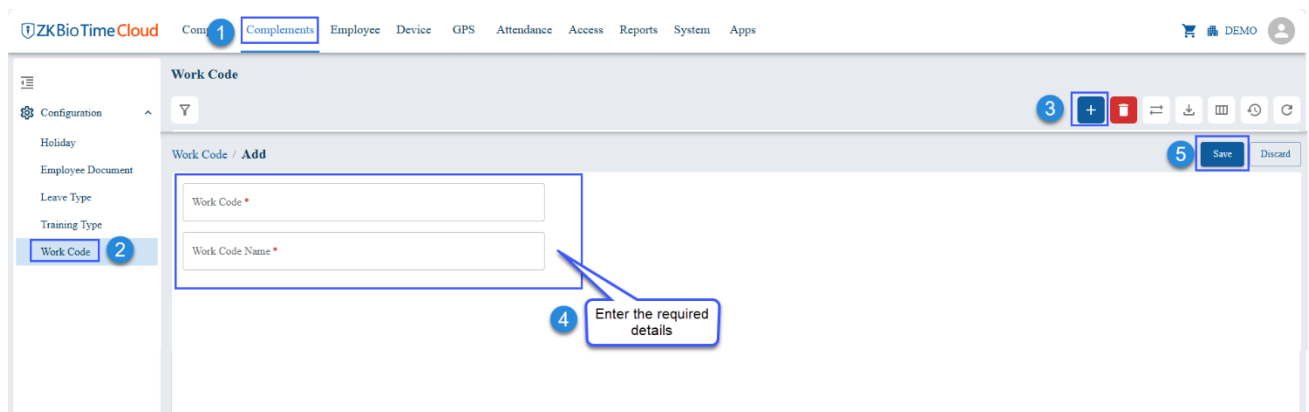 ZKBioTime Cloud
1 Complements Employee Device GPS Attendance Access Reports System Apps DEMO
Work Code
Configuration
3
Holiday
Work Code / Add
5 Save Discard
Employee Document
Leave Type
Work Code *
Training Type
Work Code 2
Work Code Name *
4
Enter the required
details